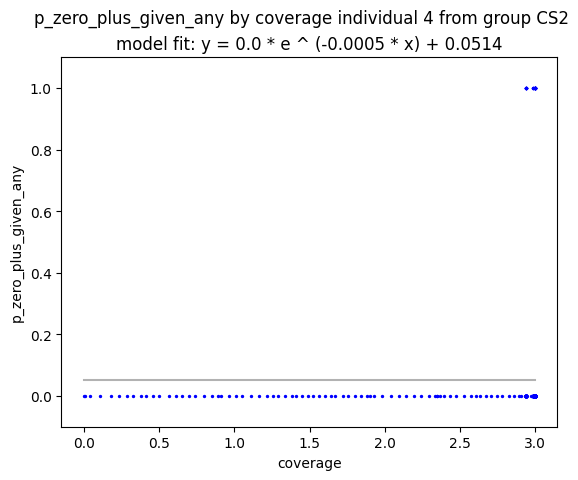 p_zero_plus_given_any by coverage individual 4 from group CS2
model fit: y = 0.0 * e ^ (-0.0005 * x) + 0.0514
1.0
0.8
0.6
0.4
0.2
0.0
p_zero_plus_given_any
0.0 0.5 1.0 1.5 2.0 2.5 3.0
coverage